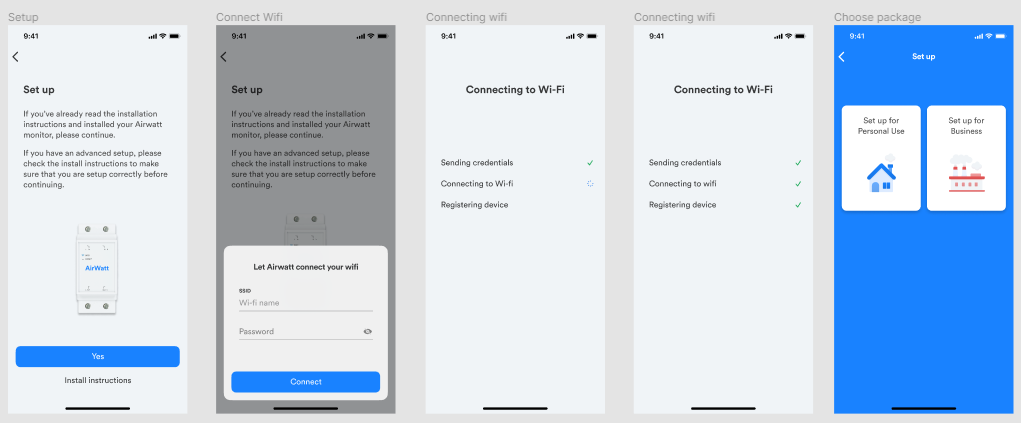 Setup
9:41
Set up
If you've already read the installation
instructions and installed your Airwatt
monitor, please continue.
If you have an advanced setup, please
check the install instructions to make
sure that you are setup correctly before
continuing.
AirWatt
Yes
Install instructions
Connect Wifi
9:41
Set up
If you've already read the installation
instructions and installed your Airwatt
monitor, please continue.
If you have an advanced setup, please
check the install instructions to make
sure that you are setup correctly before
continuing.
Let Airwatt connect your wifi
SSID
Wi-fi name
Password
Connect
Connecting wifi
9:41
Connecting to Wi-Fi
Sending credentials
Connecting to Wi-fi
Registering device
Connecting wifi
9:41
Connecting to Wi-Fi
Sending credentials
Connecting to wifi
Registering device
Choose package
9:41
Set up
Set up for
Personal Use
Set up for
Business